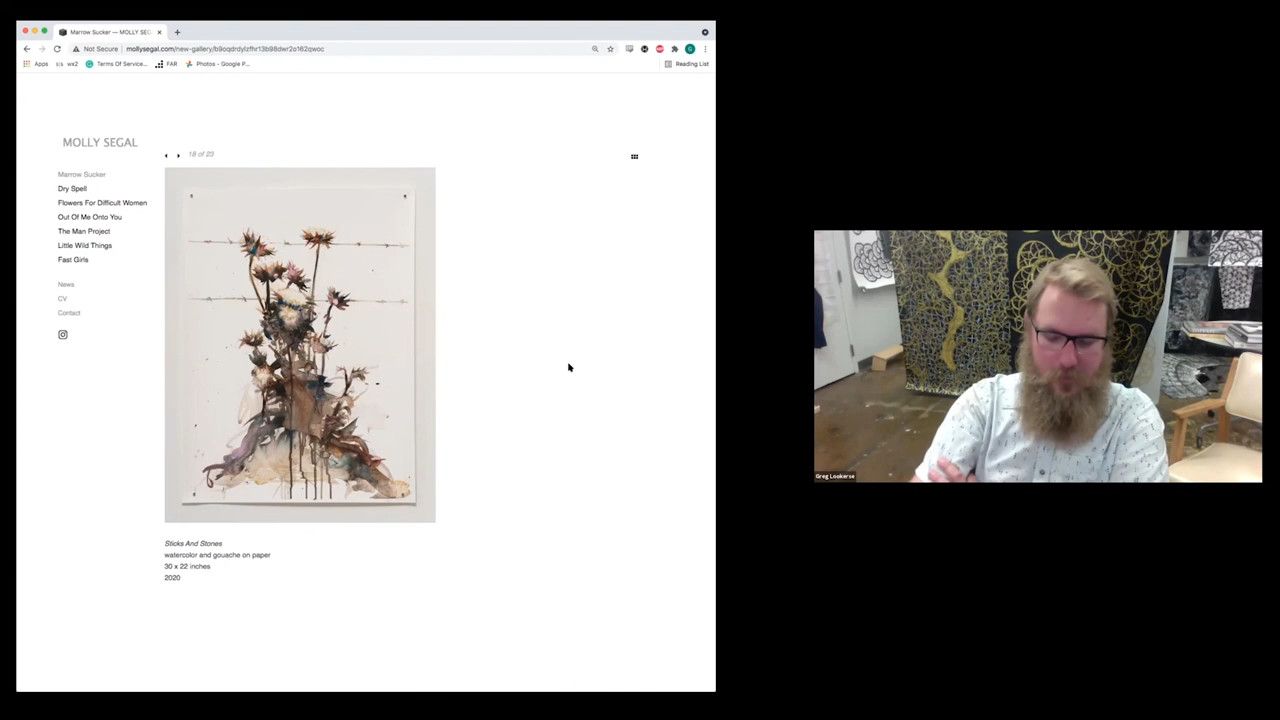 Marrow Sucker — MOLLY SEG
Not Secure | mollysegal.com/new-gallery/b9oqdrdylzfhr13b98dwr2o162qwoc
Apps wx2 Terms Of Service... FAR Photos - Google P... Reading List
MOLLY SEGAL
18 of 23
Marrow Sucker
Dry Spell
Flowers For Difficult Women
Out Of Me Onto You
The Man Project
Little Wild Things
Fast Girls
News
CV
Contact
Sticks And Stones
watercolor and gouache on paper
30 x 22 inches
2020
Greg Lookerse